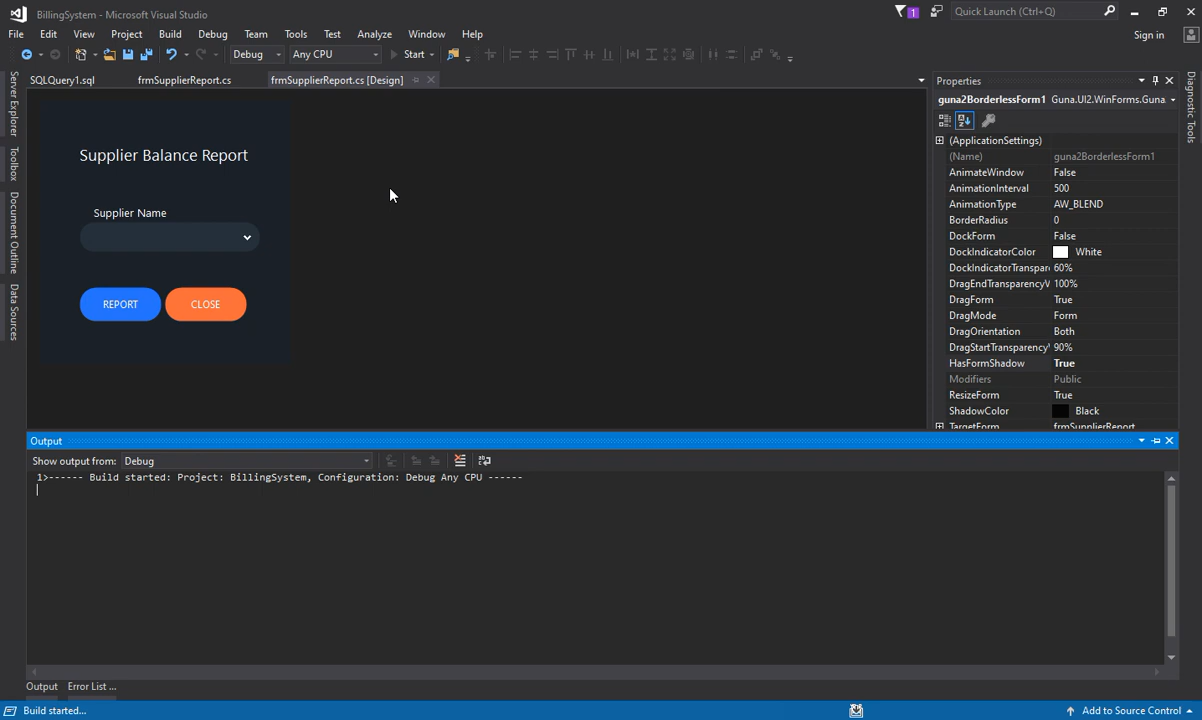 BillingSystem - Microsoft Visual Studio
1
Quick Launch (Ctrl+Q)
File Edit View Project Build Debug Team Tools Test Analyze Window Help
Sign in
Debug Any CPU Start
SQLQuery1.sql frmSupplierReport.cs frmSupplierReport.cs [Design]
Server Explorer
Toolbox
Document Outline
Data Sources
Supplier Balance Report
Supplier Name
REPORT CLOSE
Properties
guna2BorderlessForm1 Guna.UI2.WinForms.Guna
(ApplicationSettings)
(Name) guna2BorderlessForm1
AnimateWindow False
AnimationInterval 500
AnimationType AW_BLEND
BorderRadius 0
DockForm False
DockIndicatorColor White
DockIndicatorTranspar 60%
DragEndTransparencyV 100%
DragForm True
DragMode Form
DragOrientation Both
DragStartTransparency 90%
HasFormShadow True
Modifiers Public
ResizeForm True
ShadowColor Black
TargetForm frmSupplierReport
Diagnostic Tools
Output
Show output from: Debug
1>------ Build started: Project: BillingSystem, Configuration: Debug Any CPU ------
Output Error List ...
Build started...
Add to Source Control